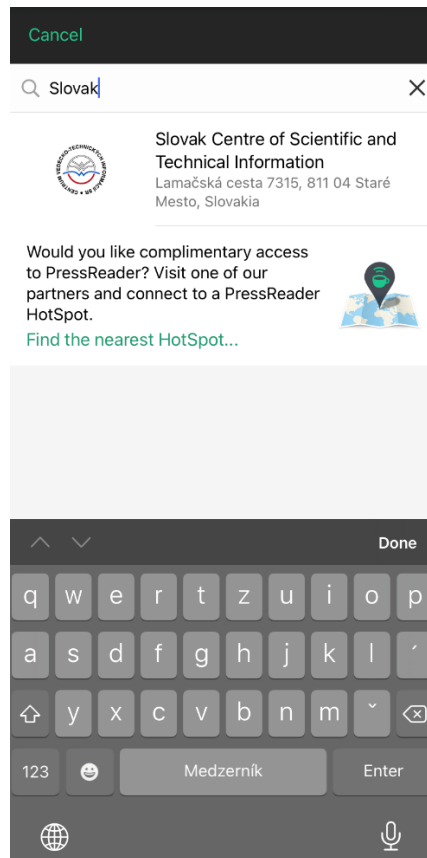 Cancel
Slovak
Slovak Centre of Scientific and
Technical Information
Lamačská cesta 7315, 811 04 Staré
Mesto, Slovakia
Would you like complimentary access
to PressReader? Visit one of our
partners and connect to a PressReader
HotSpot.
Find the nearest HotSpot...
Done
q w e r t z u i o p
a s d f g h j k l ´
y x c v b n m ˇ
123 Medzerník Enter